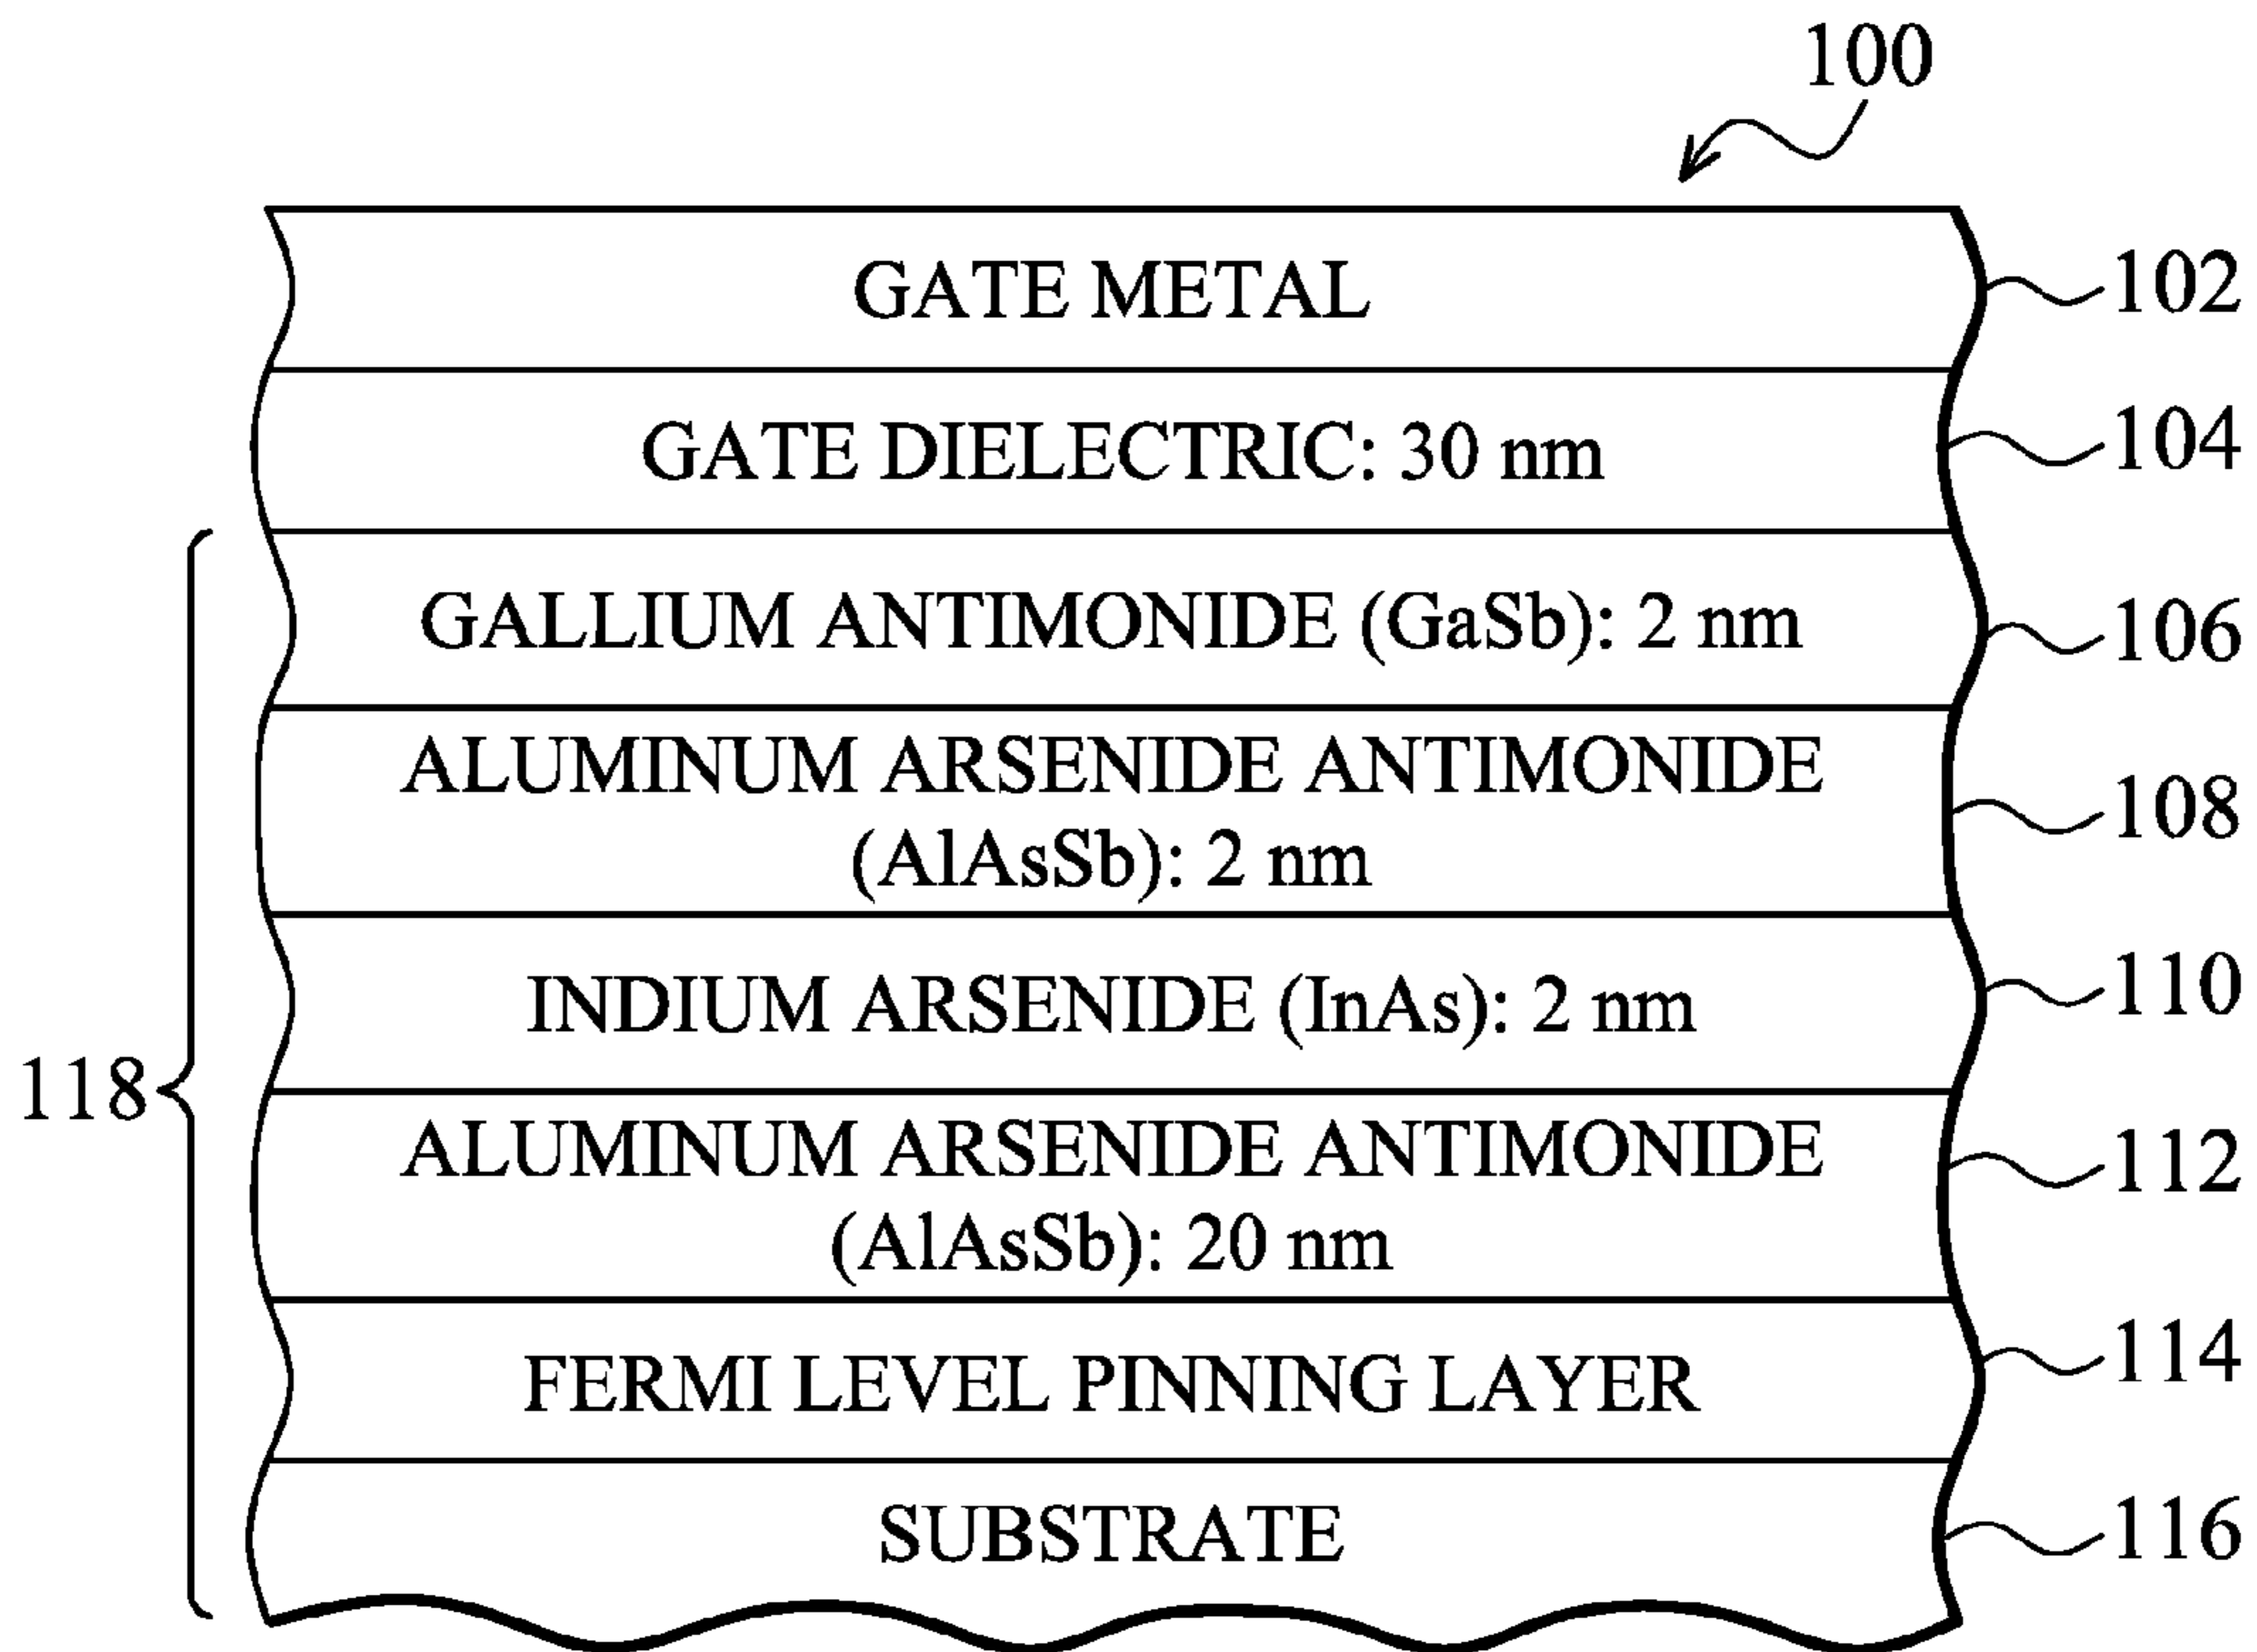 100
GATE METAL
102
GATE DIELECTRIC: 30 nm
104
GALLIUM ANTIMONIDE (GaSb): 2 nm
106
ALUMINUM ARSENIDE ANTIMONIDE
(AlAsSb): 2 nm
108
INDIUM ARSENIDE (InAs): 2 nm
110
118
ALUMINUM ARSENIDE ANTIMONIDE
(AlAsSb): 20 nm
112
FERMI LEVEL PINNING LAYER
114
SUBSTRATE
116